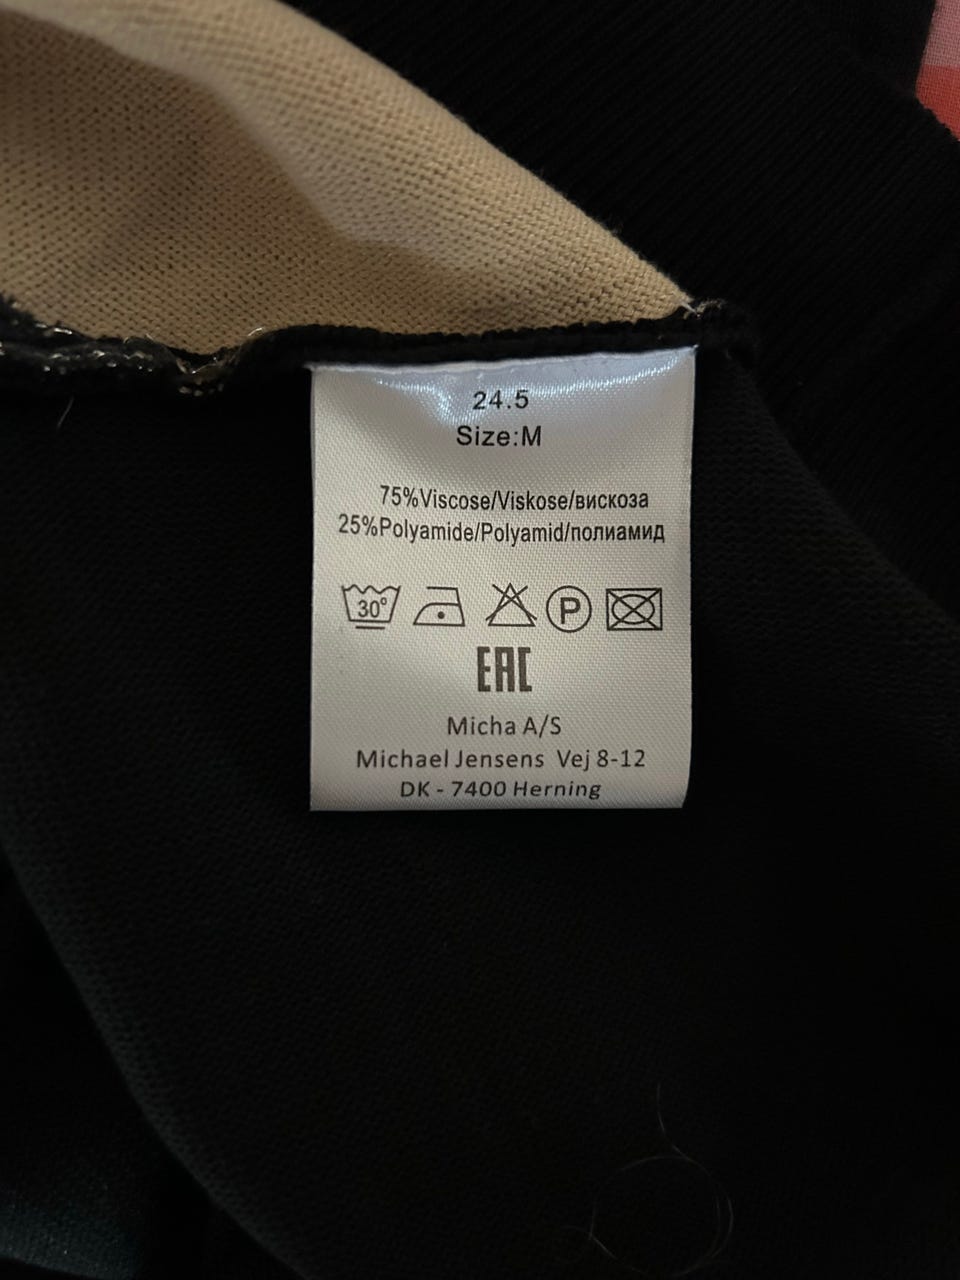 24.5
Size:M
75%Viscose/Viskose/вискоза
25%Polyamide/Polyamid/полиамид
30° P
EAC
Micha A/S
Michael Jensens Vej 8-12
DK - 7400 Herning